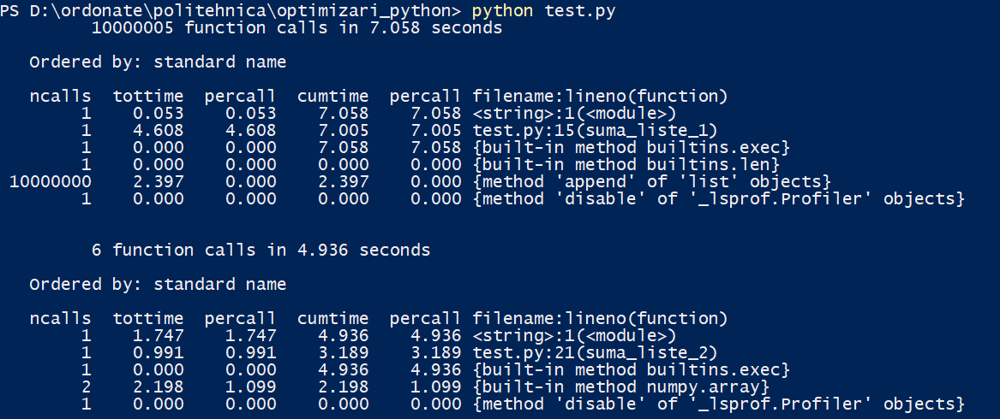 PS D:\ordonate\politehnica\optimizari_python> python test.py
         10000005 function calls in 7.058 seconds

   Ordered by: standard name

   ncalls  tottime  percall  cumtime  percall filename:lineno(function)
        1    0.053    0.053    7.058    7.058 <string>:1(<module>)
        1    4.608    4.608    7.005    7.005 test.py:15(suma_liste_1)
        1    0.000    0.000    7.058    7.058 {built-in method builtins.exec}
        1    0.000    0.000    0.000    0.000 {built-in method builtins.len}
 10000000    2.397    0.000    2.397    0.000 {method 'append' of 'list' objects}
        1    0.000    0.000    0.000    0.000 {method 'disable' of '_lsprof.Profiler' objects}


         6 function calls in 4.936 seconds

   Ordered by: standard name

   ncalls  tottime  percall  cumtime  percall filename:lineno(function)
        1    1.747    1.747    4.936    4.936 <string>:1(<module>)
        1    0.991    0.991    3.189    3.189 test.py:21(suma_liste_2)
        1    0.000    0.000    4.936    4.936 {built-in method builtins.exec}
        2    2.198    1.099    2.198    1.099 {built-in method numpy.array}
        1    0.000    0.000    0.000    0.000 {method 'disable' of '_lsprof.Profiler' objects}